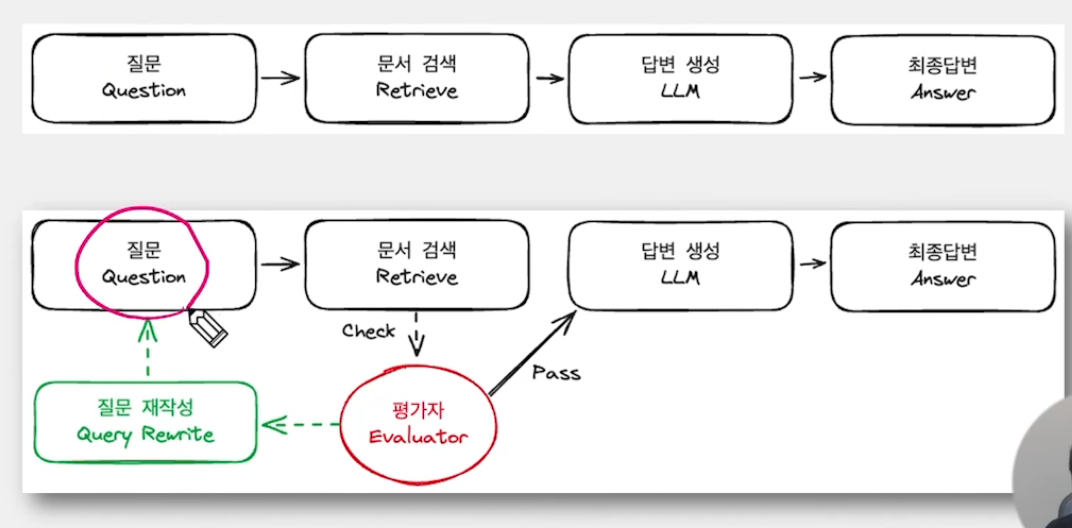 질문
Question
문서 검색
Retrieve
답변 생성
LLM
최종답변
Answer
질문
Question
문서 검색
Retrieve
답변 생성
LLM
최종답변
Answer
Check
Pass
질문 재작성
Query Rewrite
평가자
Evaluator